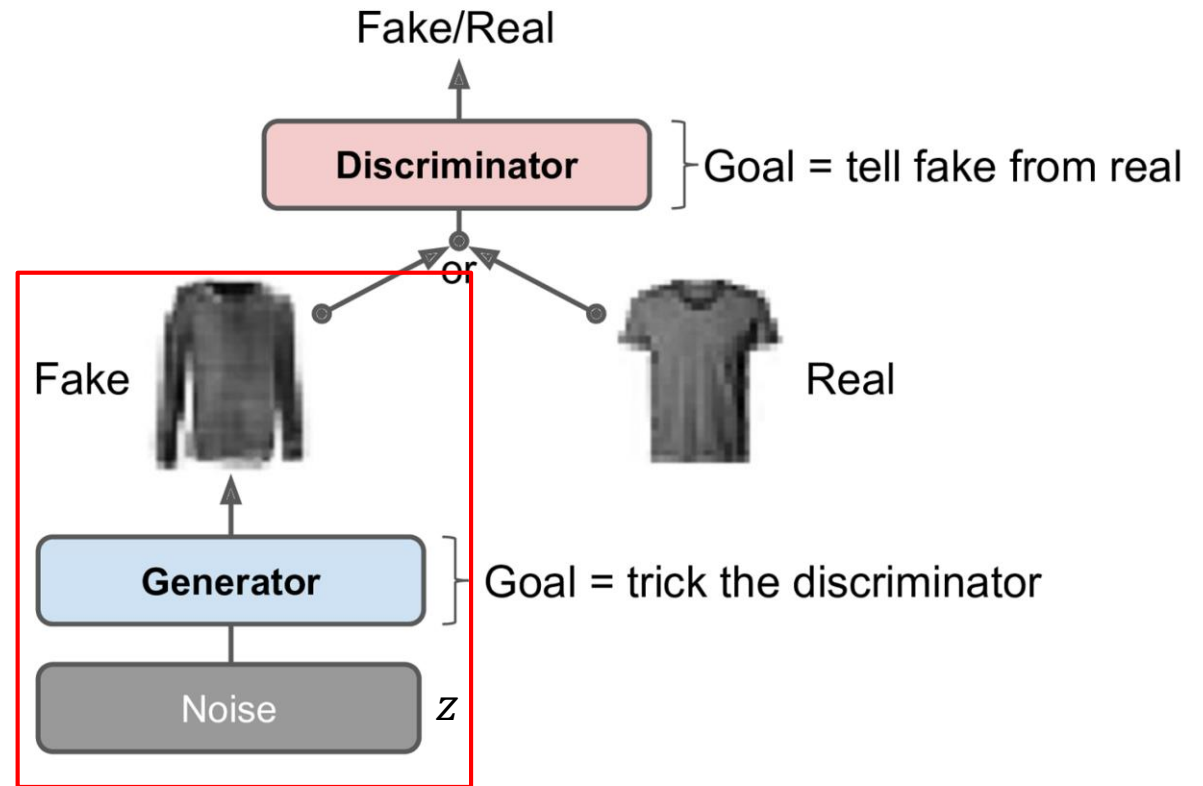 Fake/Real
Discriminator
Goal = tell fake from real
or
Fake
Real
Generator
Goal = trick the discriminator
Noise
z